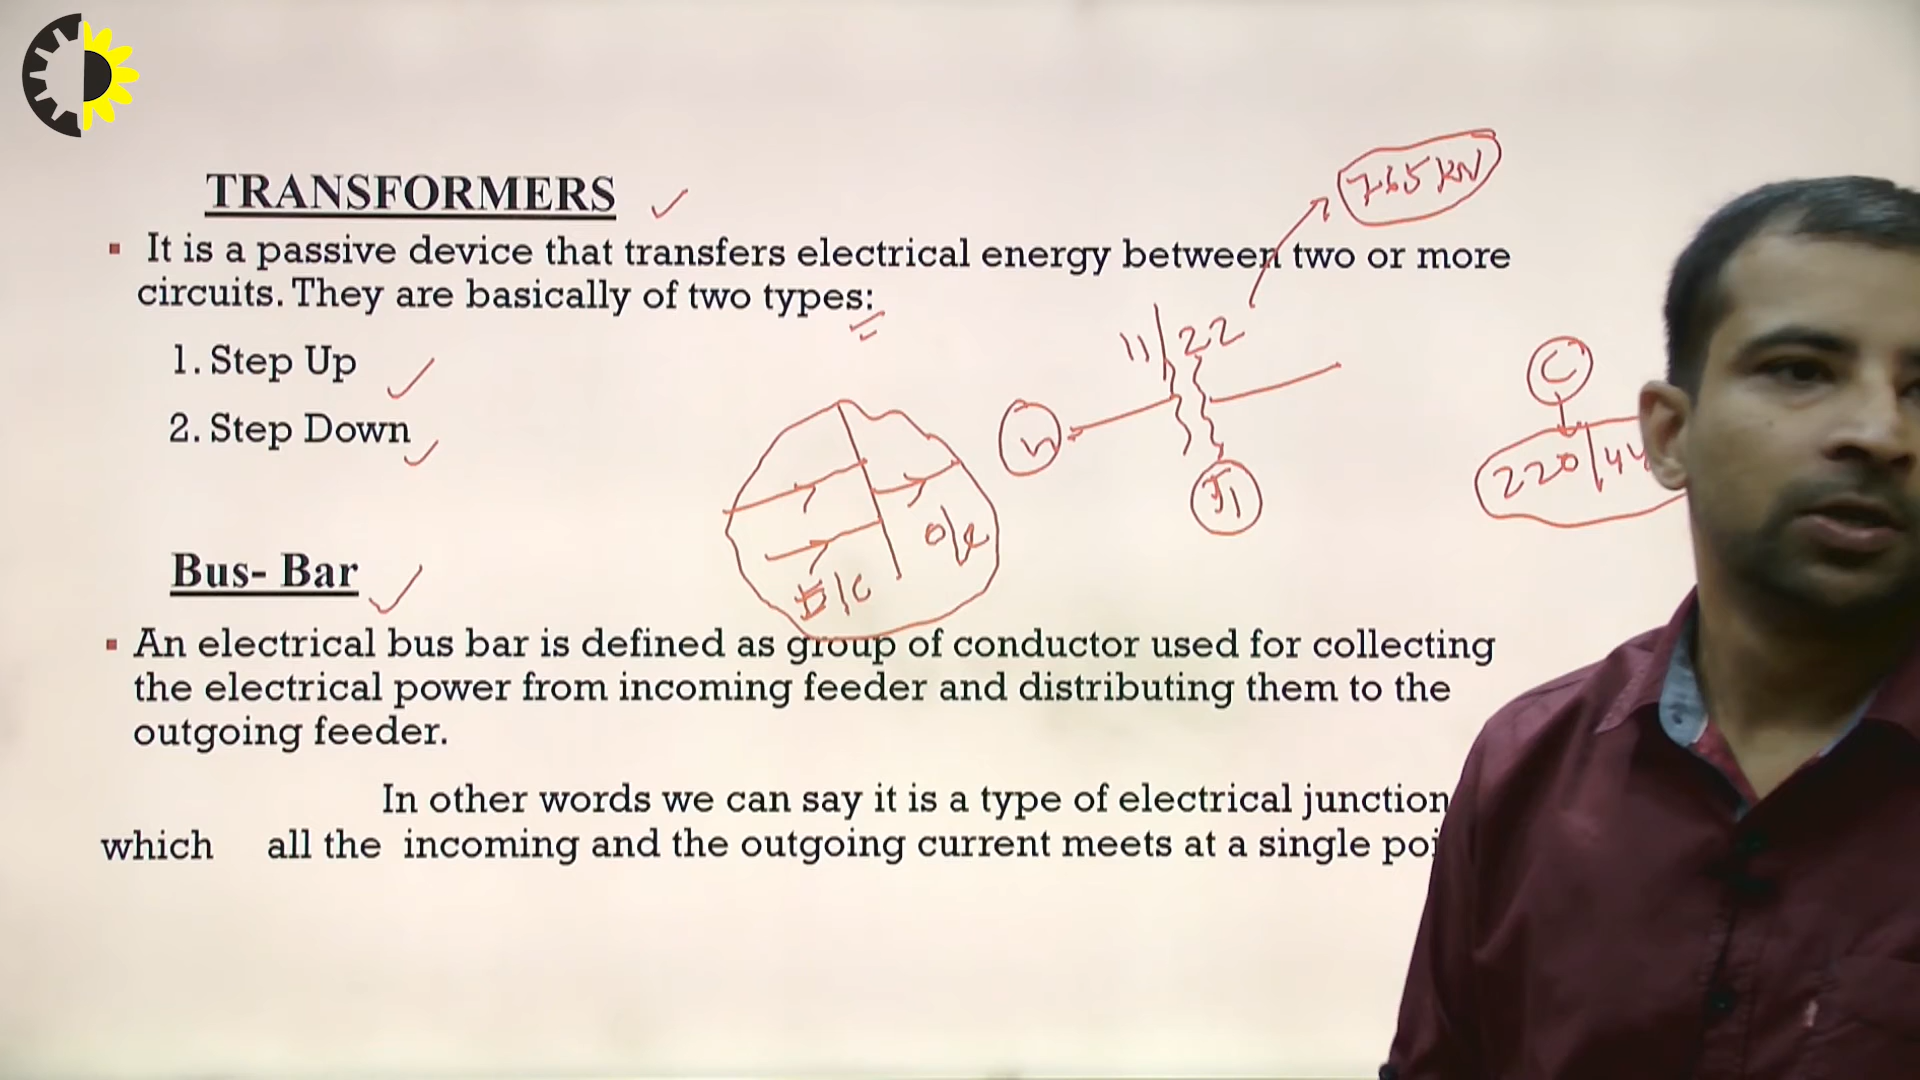 TRANSFORMERS
765 KV
It is a passive device that transfers electrical energy between two or more
circuits. They are basically of two types:
11/22
1. Step Up
C
2. Step Down
220/44
T1
O/C
Bus- Bar
I/C
An electrical bus bar is defined as group of conductor used for collecting
the electrical power from incoming feeder and distributing them to the
outgoing feeder.
In other words we can say it is a type of electrical junction
which all the incoming and the outgoing current meets at a single